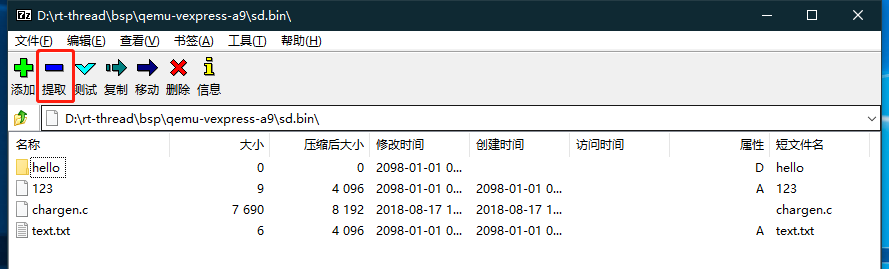 D:\rt-thread\bsp\qemu-vexpress-a9\sd.bin\
文件(F) 编辑(E) 查看(V) 书签(A) 工具(T) 帮助(H)
添加 提取 测试 复制 移动 删除 信息
D:\rt-thread\bsp\qemu-vexpress-a9\sd.bin\
名称 大小 压缩后大小 修改时间 创建时间 访问时间 属性 短文件名
hello 0 0 2098-01-01 0... D hello
123 9 4 096 2098-01-01 0... 2098-01-01 0... A 123
chargen.c 7 690 8 192 2018-08-17 1... 2018-08-17 1... chargen.c
text.txt 6 4 096 2098-01-01 0... 2098-01-01 0... A text.txt